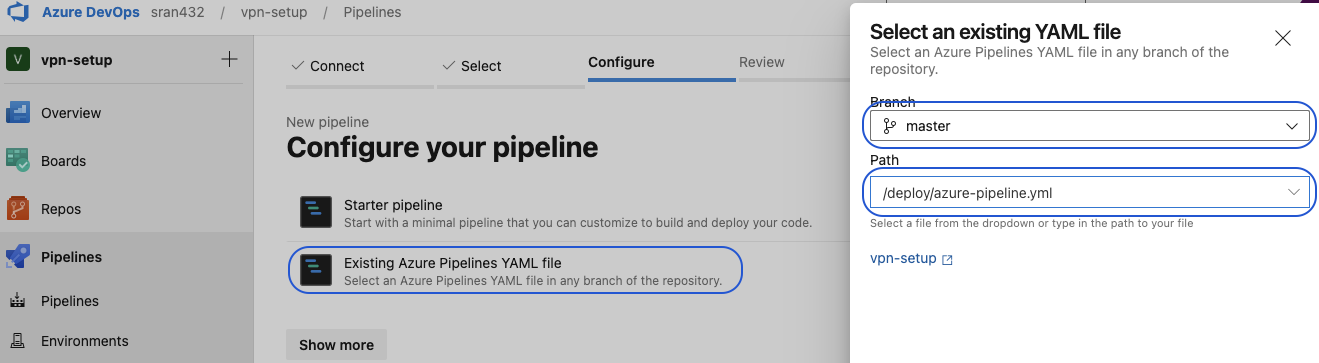 Azure DevOps sran432 / vpn-setup / Pipelines
V vpn-setup
Overview
Boards
Repos
Pipelines
Pipelines
Environments
Connect Select Configure Review
New pipeline
Configure your pipeline
Starter pipeline
Start with a minimal pipeline that you can customize to build and deploy your code.
Existing Azure Pipelines YAML file
Select an Azure Pipelines YAML file in any branch of the repository.
Show more
Select an existing YAML file
Select an Azure Pipelines YAML file in any branch of the
repository.
Branch
master
Path
/deploy/azure-pipeline.yml
Select a file from the dropdown or type in the path to your file
vpn-setup